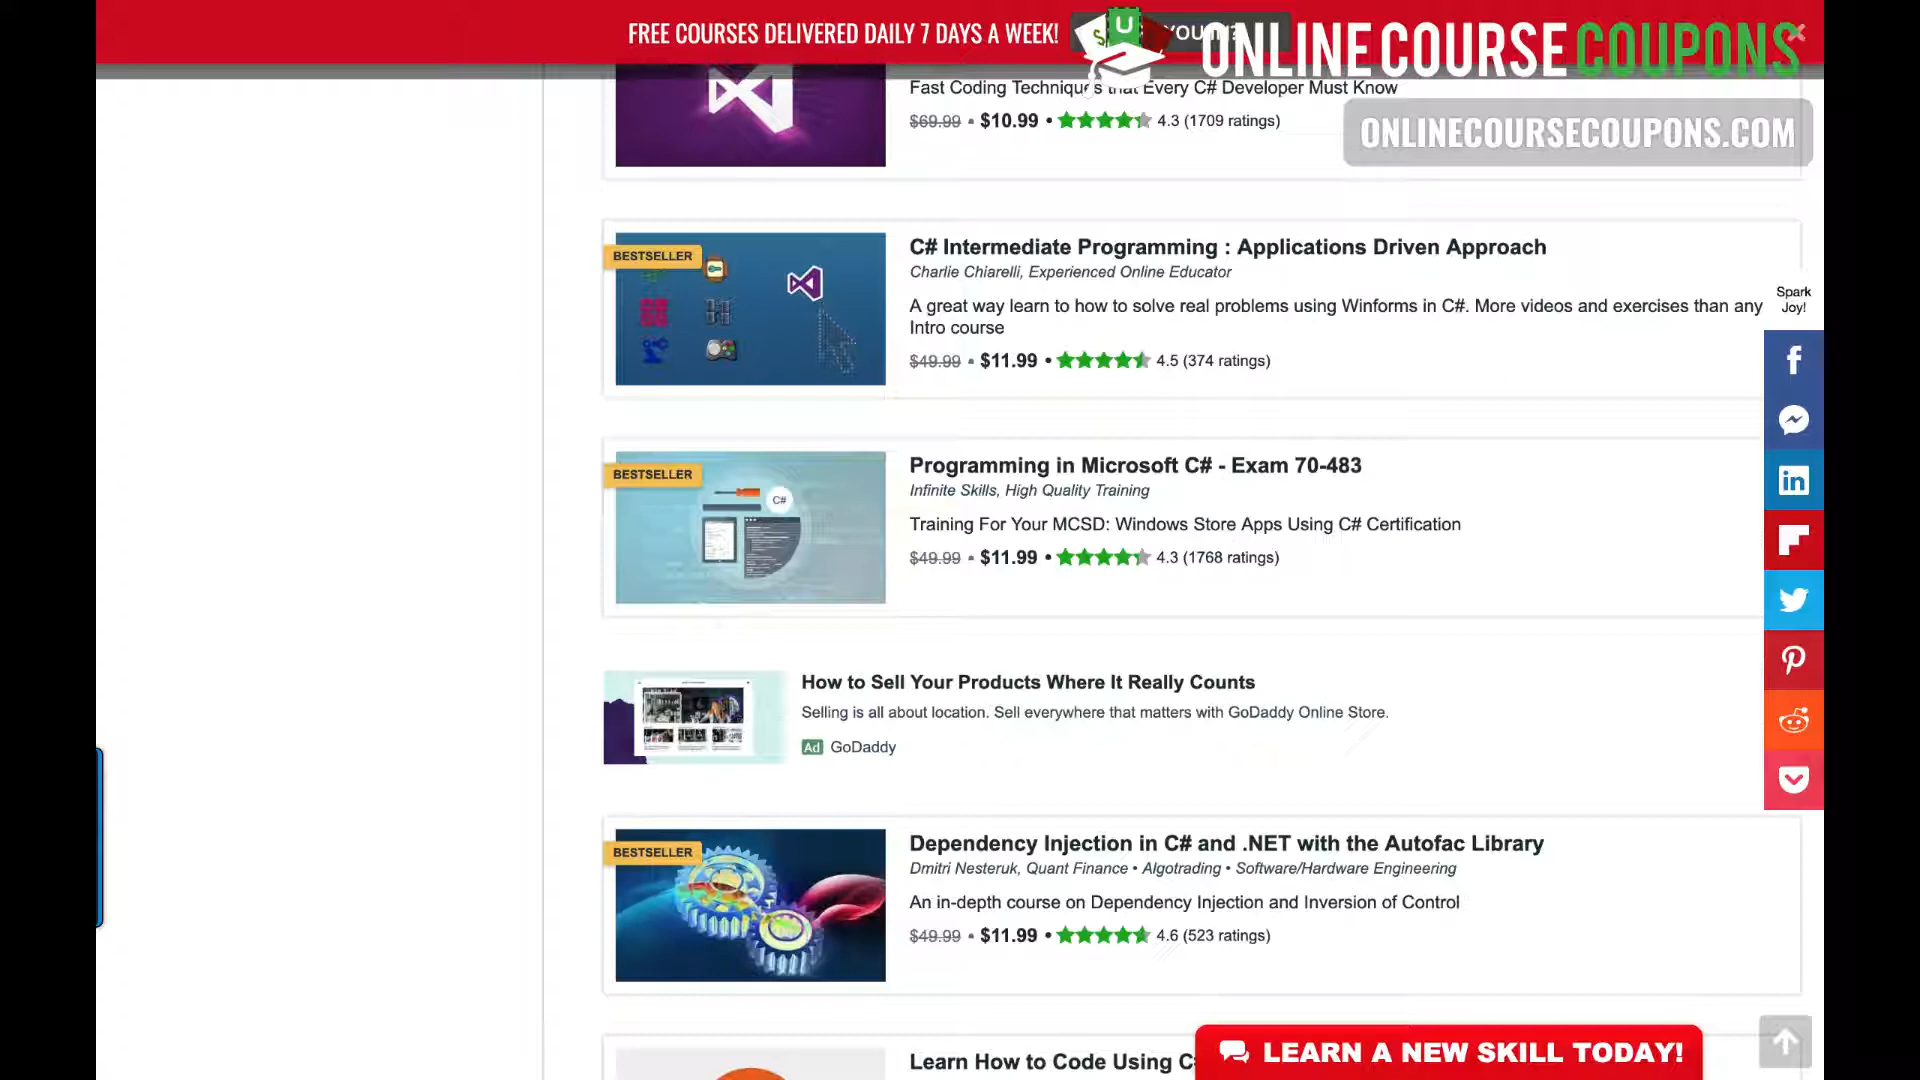 FREE COURSES DELIVERED DAILY 7 DAYS A WEEK!
YOU IN?
ONLINECOURSECOUPONS
ONLINECOURSECOUPONS.COM
Fast Coding Techniques that Every C# Developer Must Know
$69.99 • $10.99 • 4.3 (1709 ratings)
BESTSELLER
C# Intermediate Programming : Applications Driven Approach
Charlie Chiarelli, Experienced Online Educator
A great way learn to how to solve real problems using Winforms in C#. More videos and exercises than any
Intro course
$49.99 • $11.99 • 4.5 (374 ratings)
Spark
Joy!
BESTSELLER
C#
Programming in Microsoft C# - Exam 70-483
Infinite Skills, High Quality Training
Training For Your MCSD: Windows Store Apps Using C# Certification
$49.99 • $11.99 • 4.3 (1768 ratings)
How to Sell Your Products Where It Really Counts
Selling is all about location. Sell everywhere that matters with GoDaddy Online Store.
Ad GoDaddy
BESTSELLER
Dependency Injection in C# and .NET with the Autofac Library
Dmitri Nesteruk, Quant Finance • Algotrading • Software/Hardware Engineering
An in-depth course on Dependency Injection and Inversion of Control
$49.99 • $11.99 • 4.6 (523 ratings)
Learn How to Code Using C
LEARN A NEW SKILL TODAY!